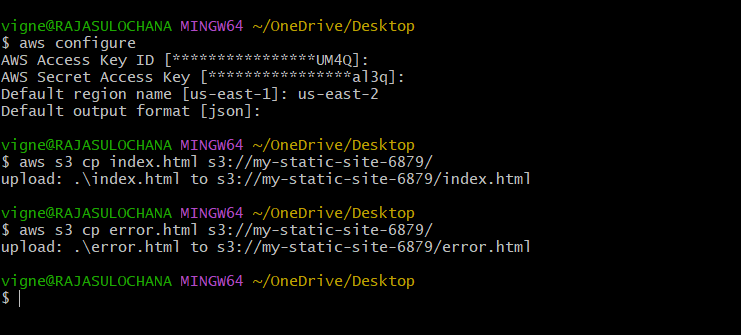 vigne@RAJASULOCHANA MINGW64 ~/OneDrive/Desktop
$ aws configure
AWS Access Key ID [****************UM4Q]:
AWS Secret Access Key [****************al3q]:
Default region name [us-east-1]: us-east-2
Default output format [json]:
vigne@RAJASULOCHANA MINGW64 ~/OneDrive/Desktop
$ aws s3 cp index.html s3://my-static-site-6879/
upload: .\index.html to s3://my-static-site-6879/index.html
vigne@RAJASULOCHANA MINGW64 ~/OneDrive/Desktop
$ aws s3 cp error.html s3://my-static-site-6879/
upload: .\error.html to s3://my-static-site-6879/error.html
vigne@RAJASULOCHANA MINGW64 ~/OneDrive/Desktop
$